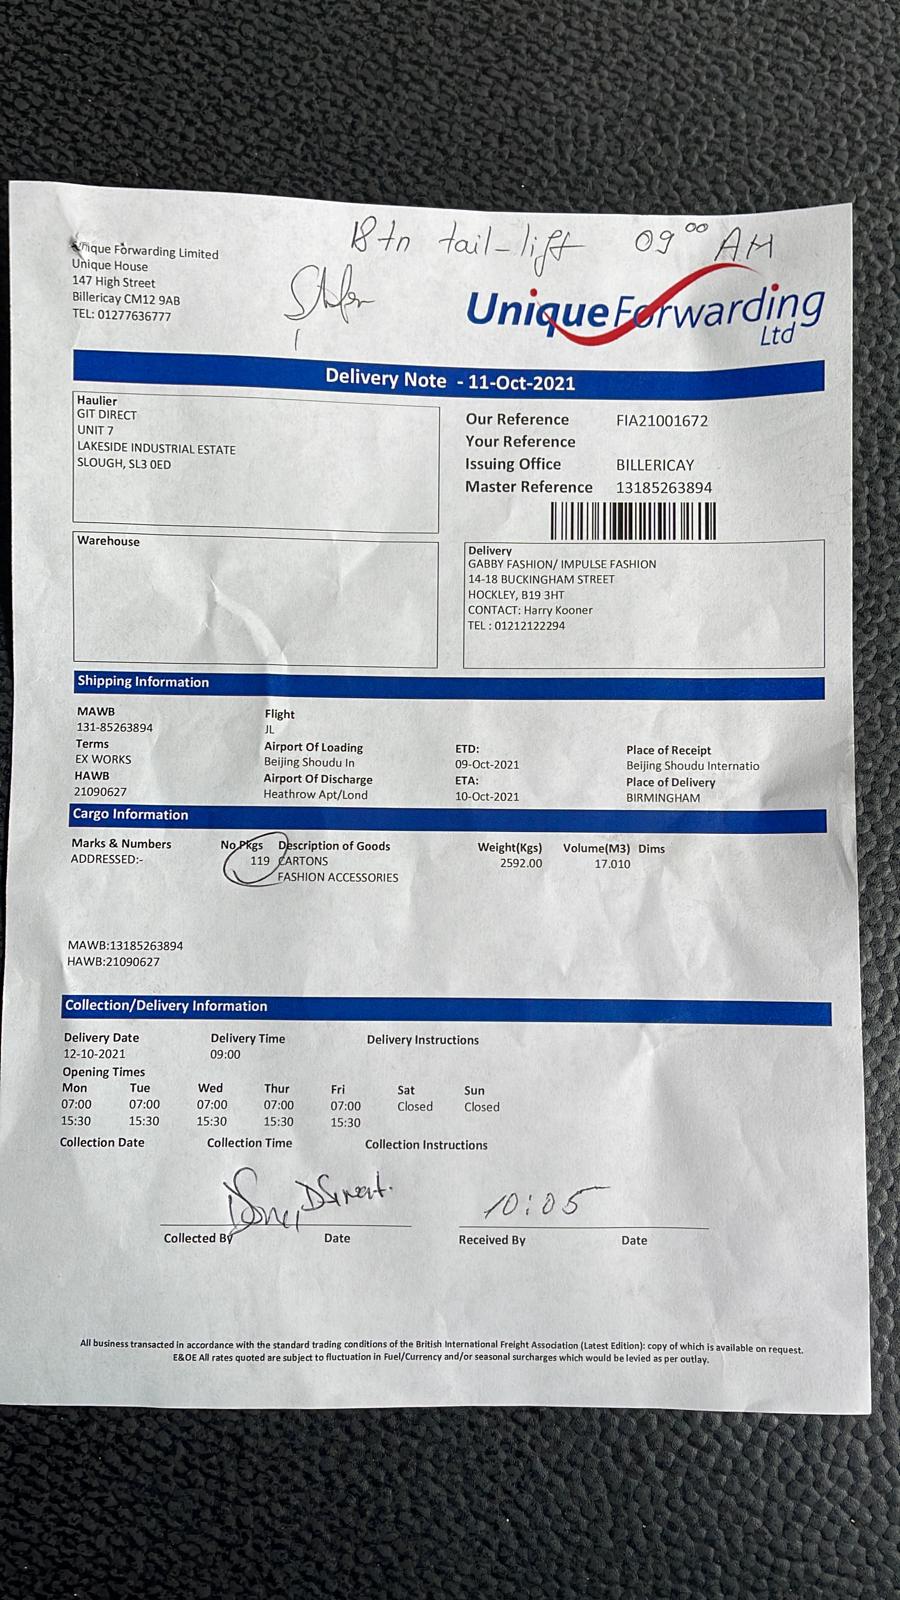 18 tn tail-lift 09 00 AM
Unique Forwarding Limited
Unique House
147 High Street
Billericay CM12 9AB
TEL: 01277636777
Unique Forwarding
Ltd
Delivery Note - 11-Oct-2021
Haulier
GIT DIRECT
UNIT 7
LAKESIDE INDUSTRIAL ESTATE
SLOUGH, SL3 0ED
Our Reference FIA21001672
Your Reference
Issuing Office BILLERICAY
Master Reference 13185263894
Warehouse
Delivery
GABBY FASHION/ IMPULSE FASHION
14-18 BUCKINGHAM STREET
HOCKLEY, B19 3HT
CONTACT: Harry Kooner
TEL : 01212122294
Shipping Information
MAWB Flight
131-85263894 JL
Terms Airport Of Loading ETD: Place of Receipt
EX WORKS Beijing Shoudu In 09-Oct-2021 Beijing Shoudu Internatio
HAWB Airport Of Discharge ETA: Place of Delivery
21090627 Heathrow Apt/Lond 10-Oct-2021 BIRMINGHAM
Cargo Information
Marks & Numbers No Pkgs Description of Goods Weight(Kgs) Volume(M3) Dims
ADDRESSED:- 119 CARTONS 2592.00 17.010
FASHION ACCESSORIES
MAWB:13185263894
HAWB:21090627
Collection/Delivery Information
Delivery Date Delivery Time Delivery Instructions
12-10-2021 09:00
Opening Times
Mon Tue Wed Thur Fri Sat Sun
07:00 07:00 07:00 07:00 07:00 Closed Closed
15:30 15:30 15:30 15:30 15:30
Collection Date Collection Time Collection Instructions
10:05
Collected By Date Received By Date
All business transacted in accordance with the standard trading conditions of the British International Freight Association (Latest Edition): copy of which is available on request.
E&OE All rates quoted are subject to fluctuation in Fuel/Currency and/or seasonal surcharges which would be levied as per outlay.